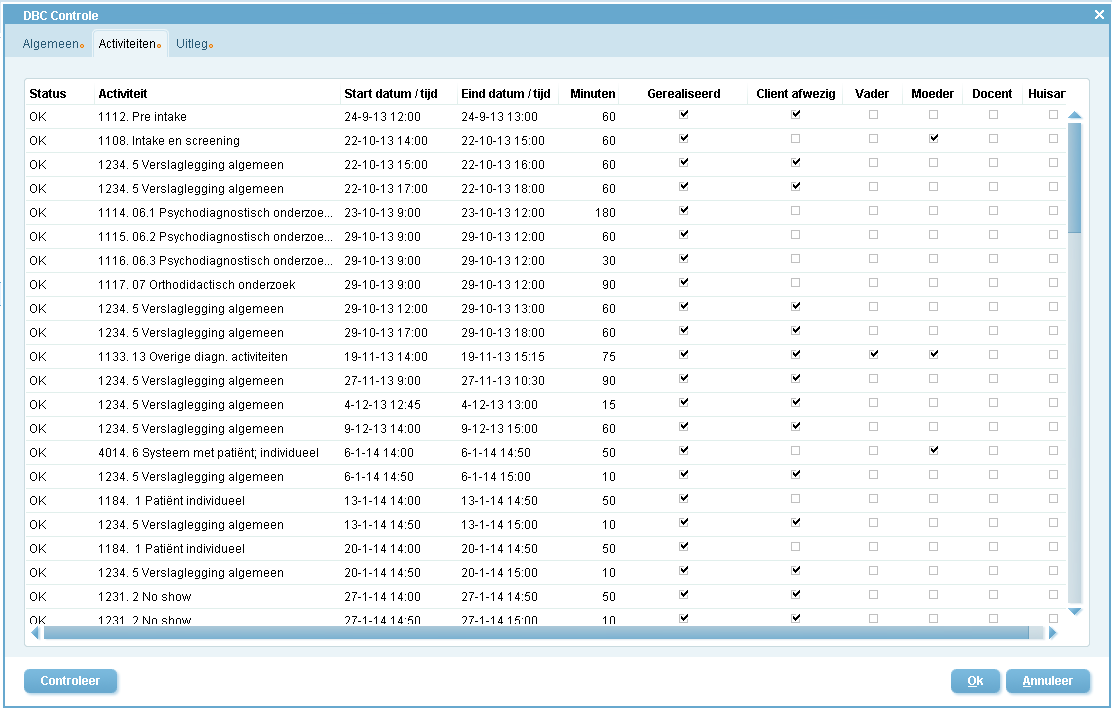 DBC Controle
Algemeen Activiteiten Uitleg
Status Activiteit Start datum / tijd Eind datum / tijd Minuten Gerealiseerd Client afwezig Vader Moeder Docent Huisar
OK 1112. Pre intake 24-9-13 12:00 24-9-13 13:00 60
OK 1108. Intake en screening 22-10-13 14:00 22-10-13 15:00 60
OK 1234. 5 Verslaglegging algemeen 22-10-13 15:00 22-10-13 16:00 60
OK 1234. 5 Verslaglegging algemeen 22-10-13 17:00 22-10-13 18:00 60
OK 1114. 06.1 Psychodiagnostisch onderzoe... 23-10-13 9:00 23-10-13 12:00 180
OK 1115. 06.2 Psychodiagnostisch onderzoe... 29-10-13 9:00 29-10-13 12:00 60
OK 1116. 06.3 Psychodiagnostisch onderzoe... 29-10-13 9:00 29-10-13 12:00 30
OK 1117. 07 Orthodidactisch onderzoek 29-10-13 9:00 29-10-13 12:00 90
OK 1234. 5 Verslaglegging algemeen 29-10-13 12:00 29-10-13 13:00 60
OK 1234. 5 Verslaglegging algemeen 29-10-13 17:00 29-10-13 18:00 60
OK 1133. 13 Overige diagn. activiteiten 19-11-13 14:00 19-11-13 15:15 75
OK 1234. 5 Verslaglegging algemeen 27-11-13 9:00 27-11-13 10:30 90
OK 1234. 5 Verslaglegging algemeen 4-12-13 12:45 4-12-13 13:00 15
OK 1234. 5 Verslaglegging algemeen 9-12-13 14:00 9-12-13 15:00 60
OK 4014. 6 Systeem met patiënt; individueel 6-1-14 14:00 6-1-14 14:50 50
OK 1234. 5 Verslaglegging algemeen 6-1-14 14:50 6-1-14 15:00 10
OK 1184. 1 Patiënt individueel 13-1-14 14:00 13-1-14 14:50 50
OK 1234. 5 Verslaglegging algemeen 13-1-14 14:50 13-1-14 15:00 10
OK 1184. 1 Patiënt individueel 20-1-14 14:00 20-1-14 14:50 50
OK 1234. 5 Verslaglegging algemeen 20-1-14 14:50 20-1-14 15:00 10
OK 1231. 2 No show 27-1-14 14:00 27-1-14 14:50 50
OK 1231. 2 No show 27-1-14 14:50 27-1-14 15:00 10
Controleer Ok Annuleer